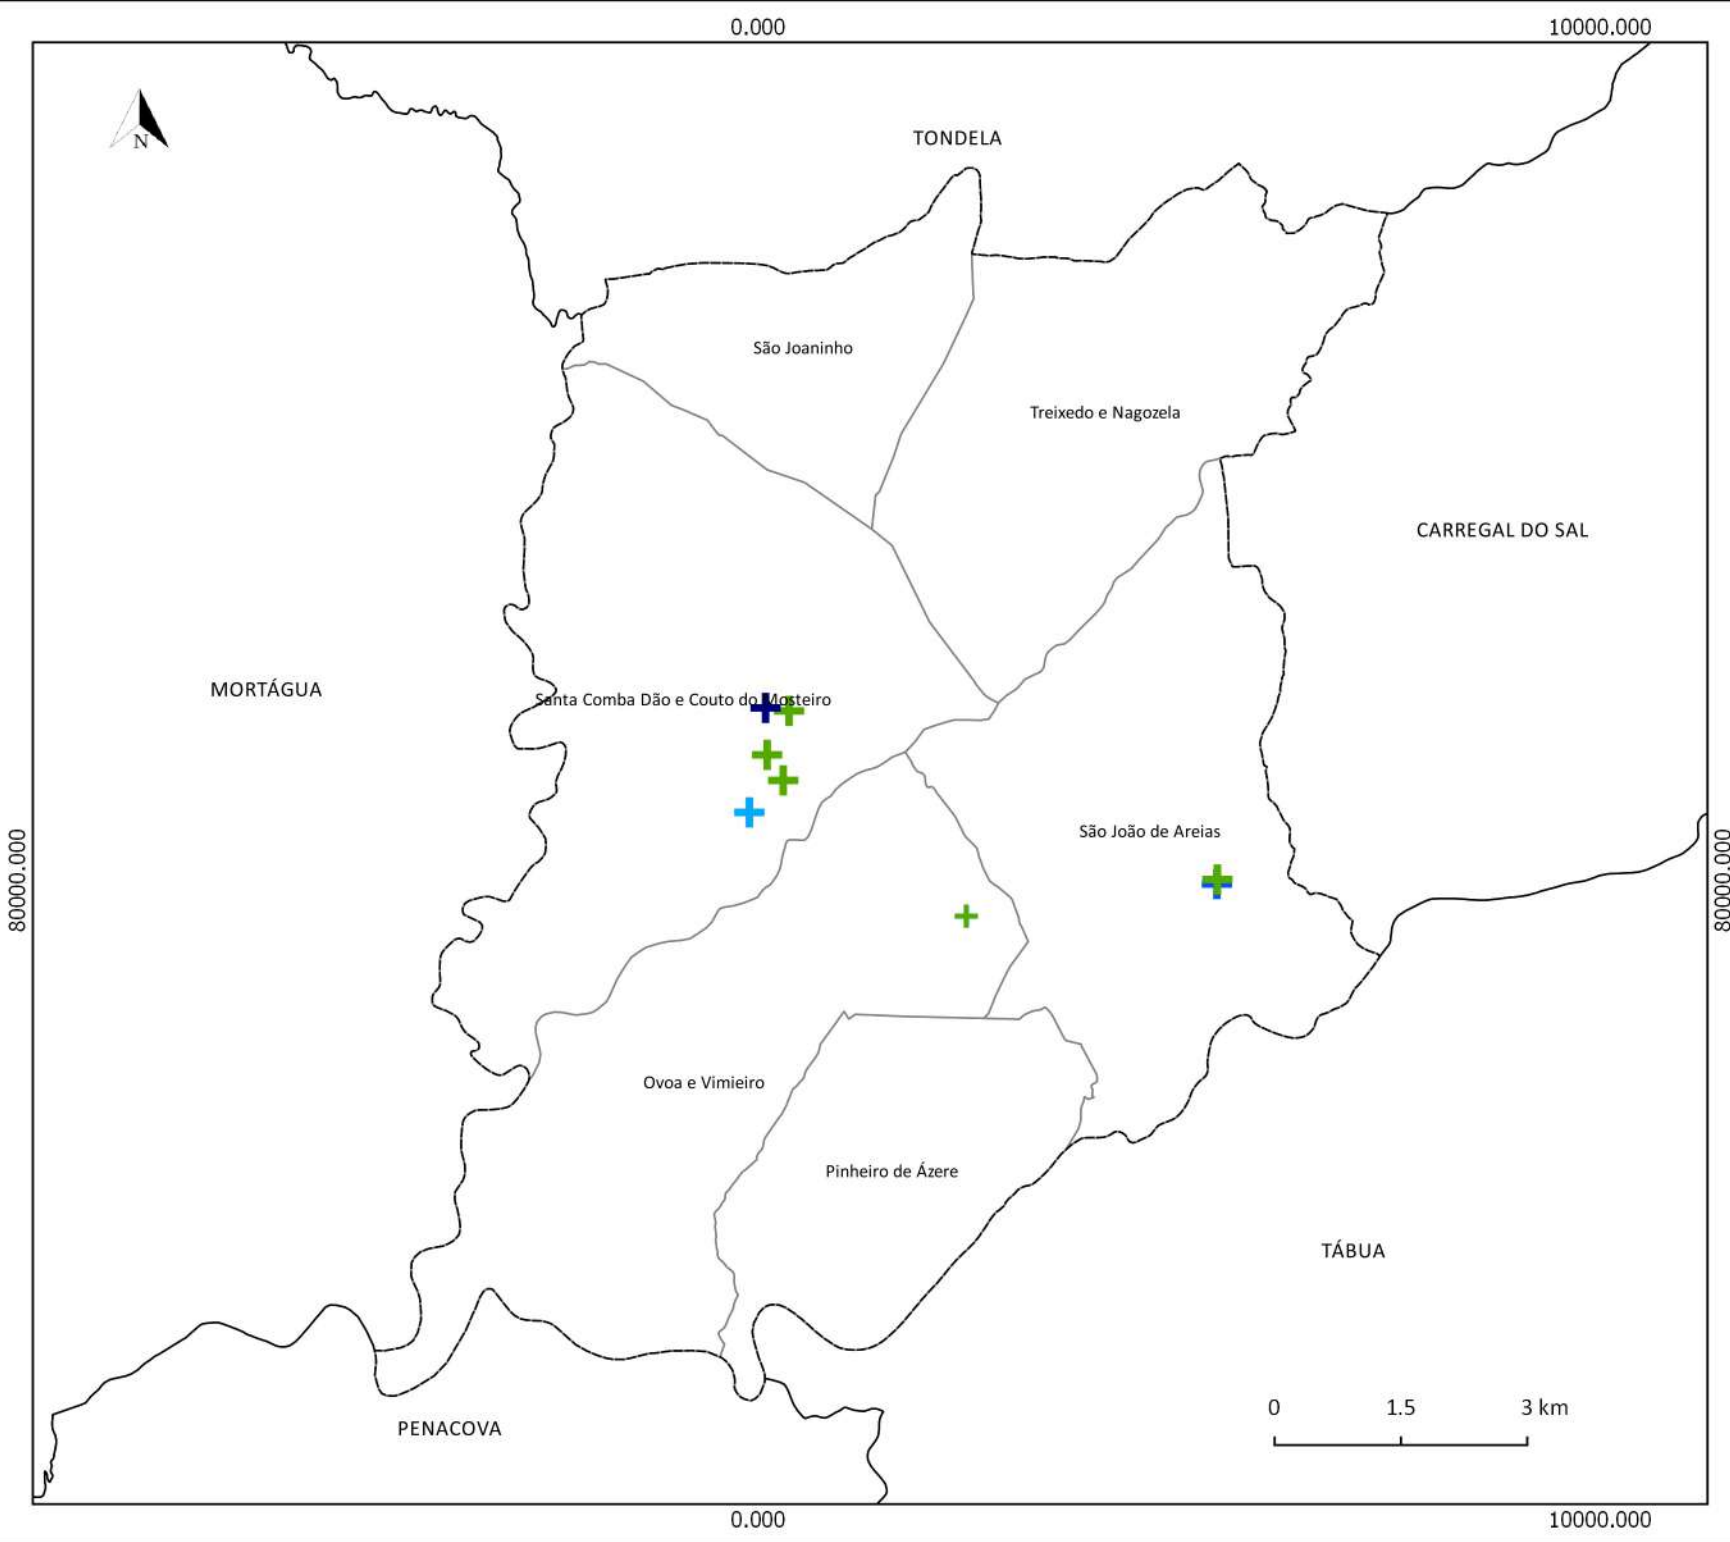 0.000 10000.000
N
TONDELA
São Joaninho
Treixedo e Nagozela
CARREGAL DO SAL
MORTÁGUA
Santa Comba Dão e Couto do Mosteiro
São João de Areias
80000.000
80000.000
Ovoa e Vimieiro
Pinheiro de Ázere
TÁBUA
0 1.5 3 km
PENACOVA
0.000 10000.000